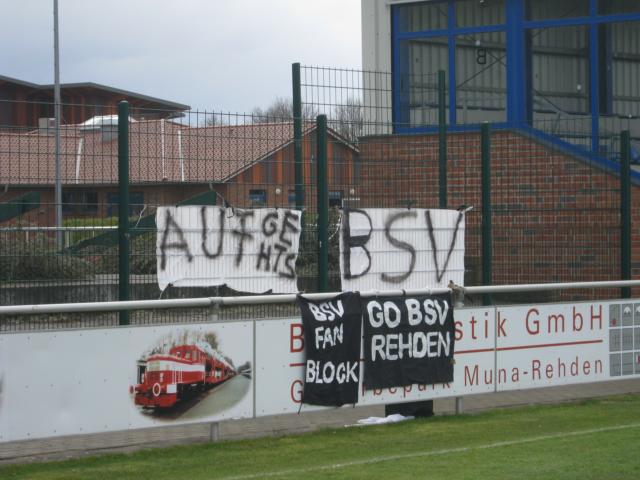 AUF GEHTS
BSV
BSV
FAN
BLOCK
GO BSV
REHDEN
stik GmbH
Muna-Rehden